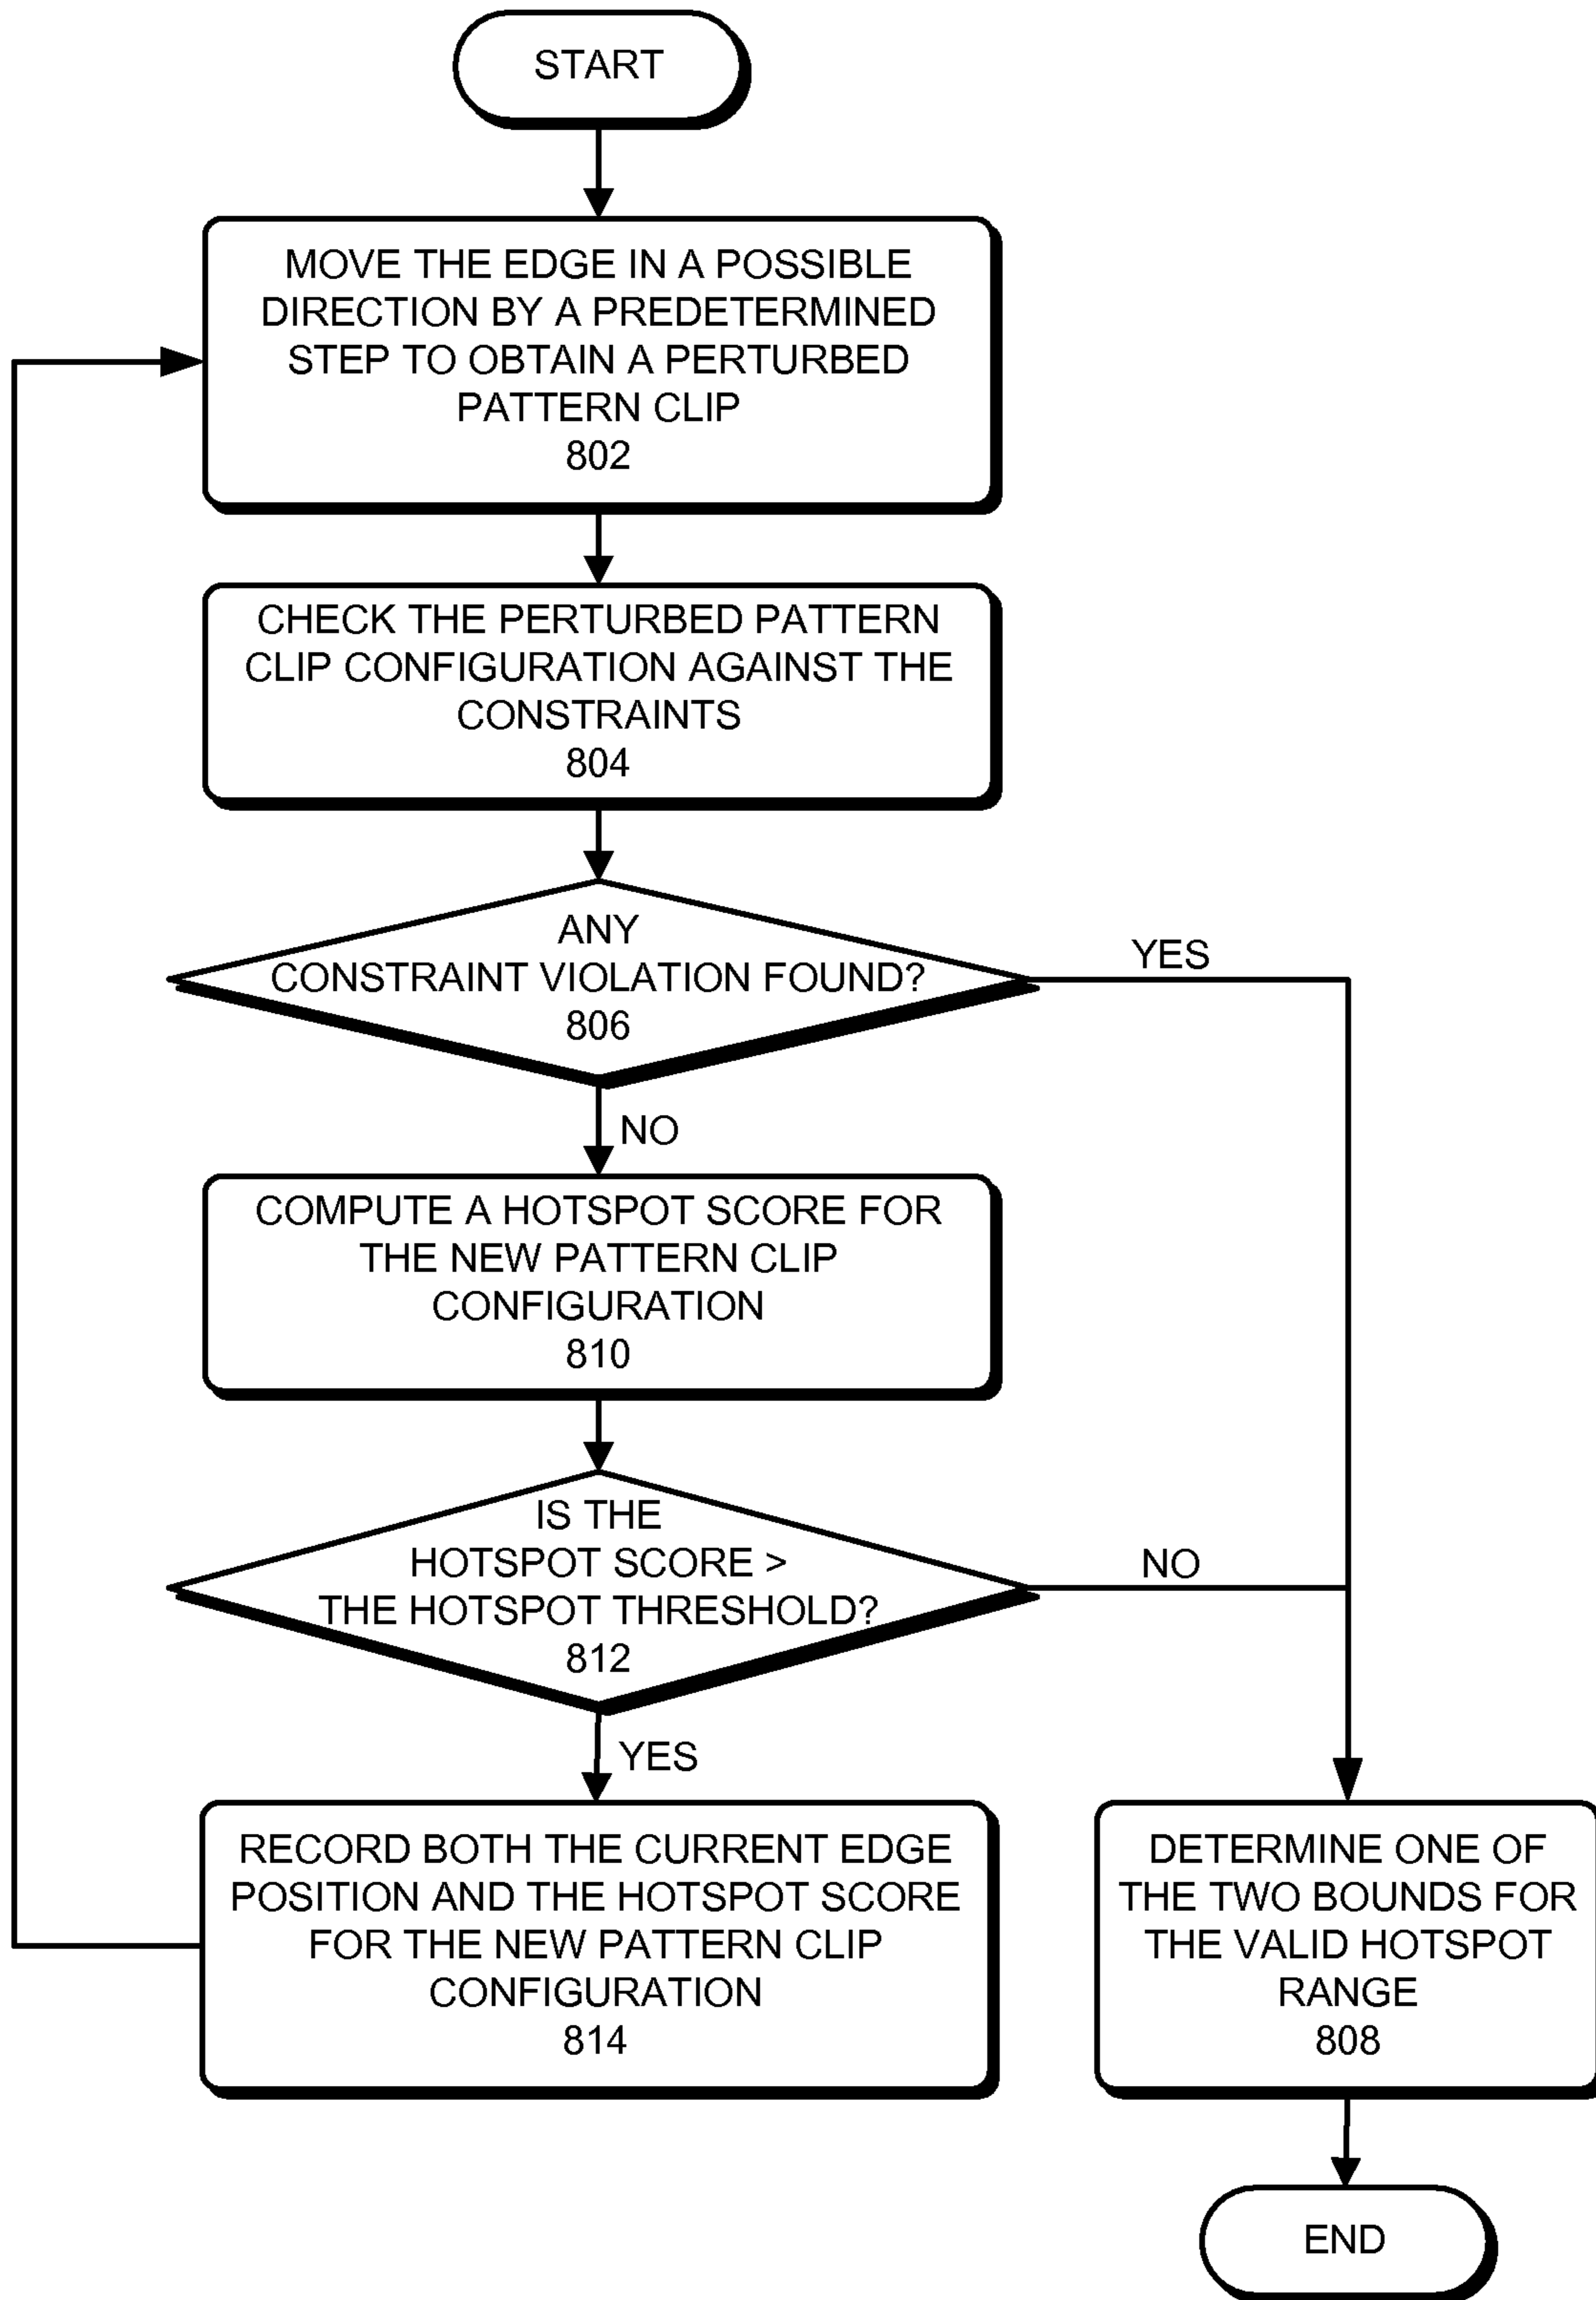 START
MOVE THE EDGE IN A POSSIBLE
DIRECTION BY A PREDETERMINED
STEP TO OBTAIN A PERTURBED
PATTERN CLIP
802
CHECK THE PERTURBED PATTERN
CLIP CONFIGURATION AGAINST THE
CONSTRAINTS
804
ANY
CONSTRAINT VIOLATION FOUND?
806
YES
NO
COMPUTE A HOTSPOT SCORE FOR
THE NEW PATTERN CLIP
CONFIGURATION
810
IS THE
HOTSPOT SCORE >
THE HOTSPOT THRESHOLD?
812
NO
YES
RECORD BOTH THE CURRENT EDGE
POSITION AND THE HOTSPOT SCORE
FOR THE NEW PATTERN CLIP
CONFIGURATION
814
DETERMINE ONE OF
THE TWO BOUNDS FOR
THE VALID HOTSPOT
RANGE
808
END